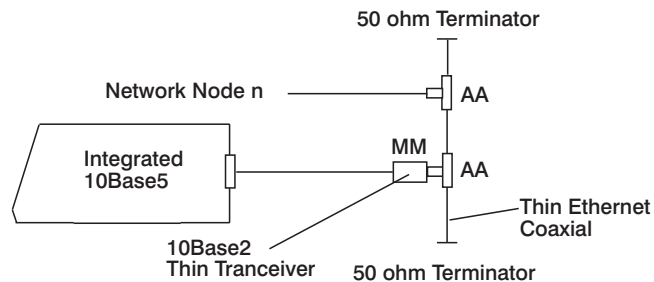 50 ohm Terminator
Network Node n
AA
MM
Integrated
10Base5
AA
Thin Ethernet
Coaxial
10Base2
Thin Tranceiver
50 ohm Terminator